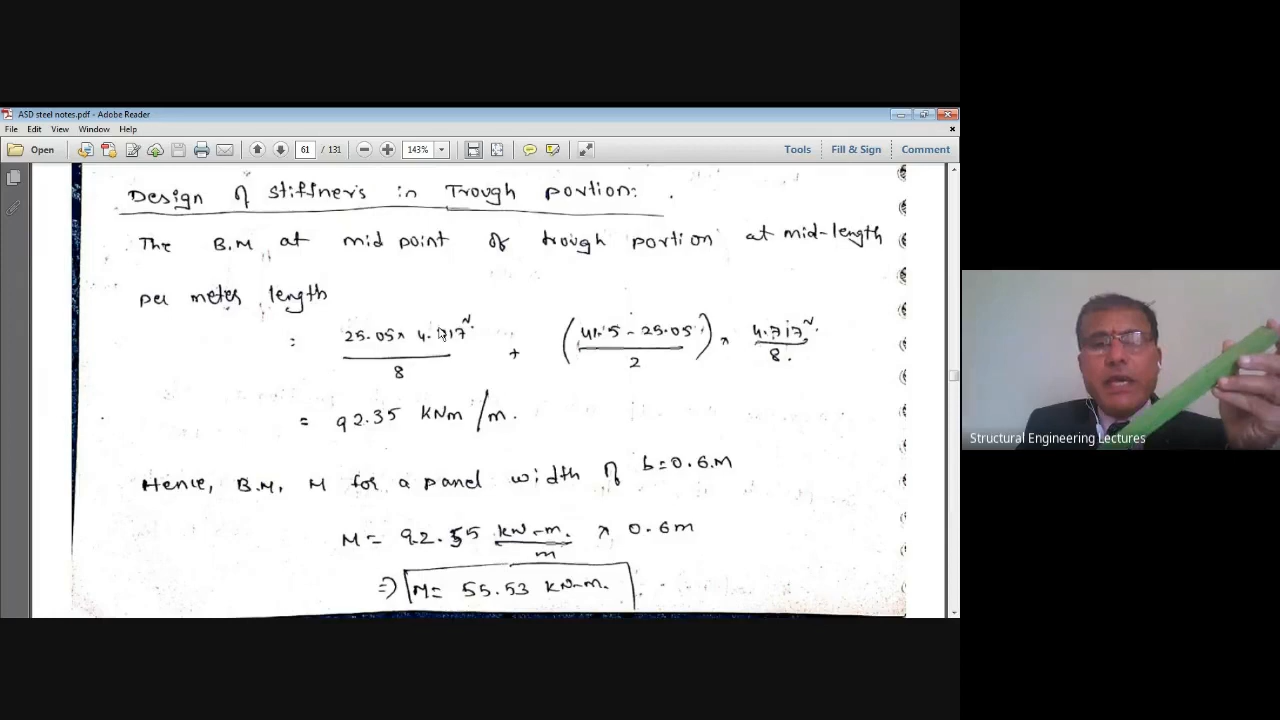 ASD steel notes.pdf - Adobe Reader
File Edit View Window Help
Open 61 / 131 143% Tools Fill & Sign Comment
Design of stiffners in Trough portion:
The B.M at mid point of trough portion at mid-length
per meter length
= 25.05 x 4.717² / 8 + ( 41.5 - 25.05 / 2 ) x 4.717² / 8.
= 92.35 kNm/m.
Hence, B.M, M for a panel width of b=0.6m
M = 92.55 kN-m. / m x 0.6m
=> M = 55.53 kN-m.
Structural Engineering Lectures